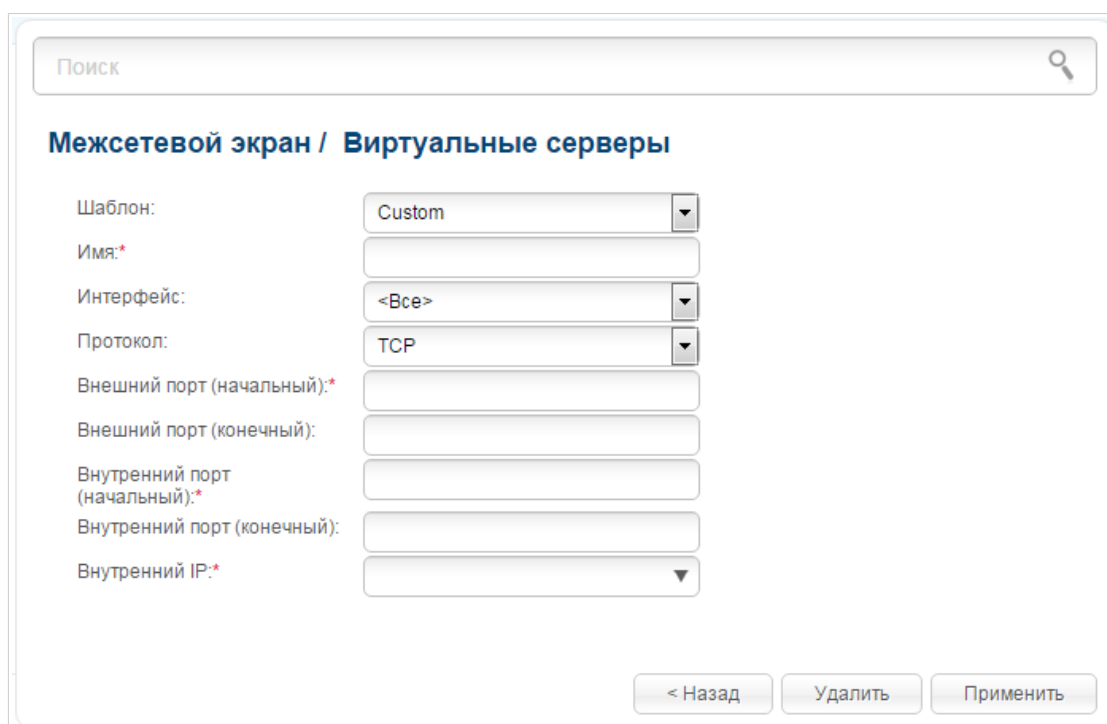 Поиск
Межсетевой экран / Виртуальные серверы
Шаблон: Custom
Имя:*
Интерфейс: <Все>
Протокол: TCP
Внешний порт (начальный):*
Внешний порт (конечный):
Внутренний порт
(начальный):*
Внутренний порт (конечный):
Внутренний IP:*
< Назад Удалить Применить